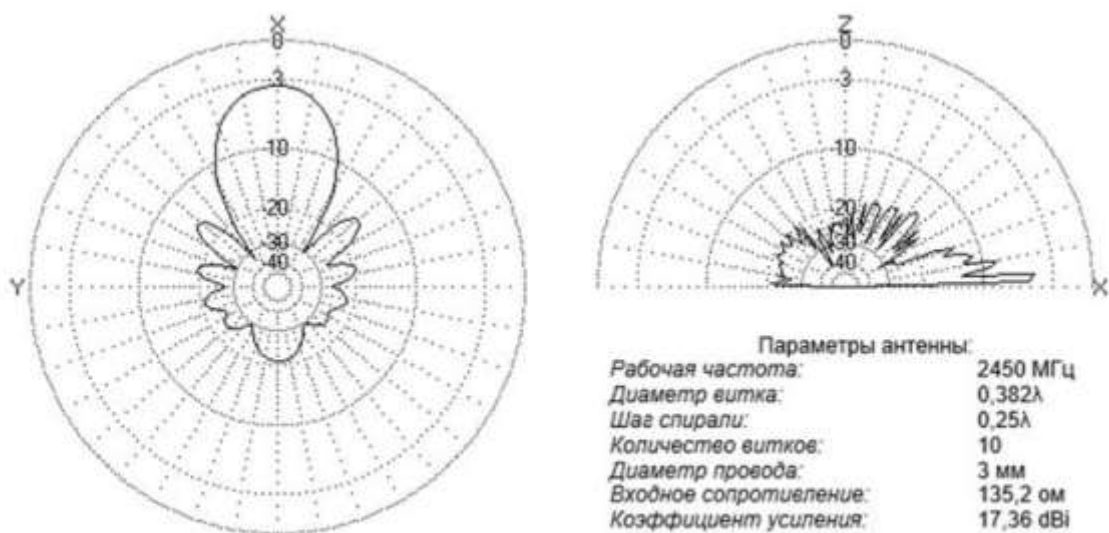 X
0
3
10
20
30
40
Y
Z
0
3
10
20
30
40
X
Параметры антенны:
Рабочая частота: 2450 МГц
Диаметр витка: 0,382λ
Шаг спирали: 0,25λ
Количество витков: 10
Диаметр провода: 3 мм
Входное сопротивление: 135,2 ом
Коэффициент усиления: 17,36 dBi